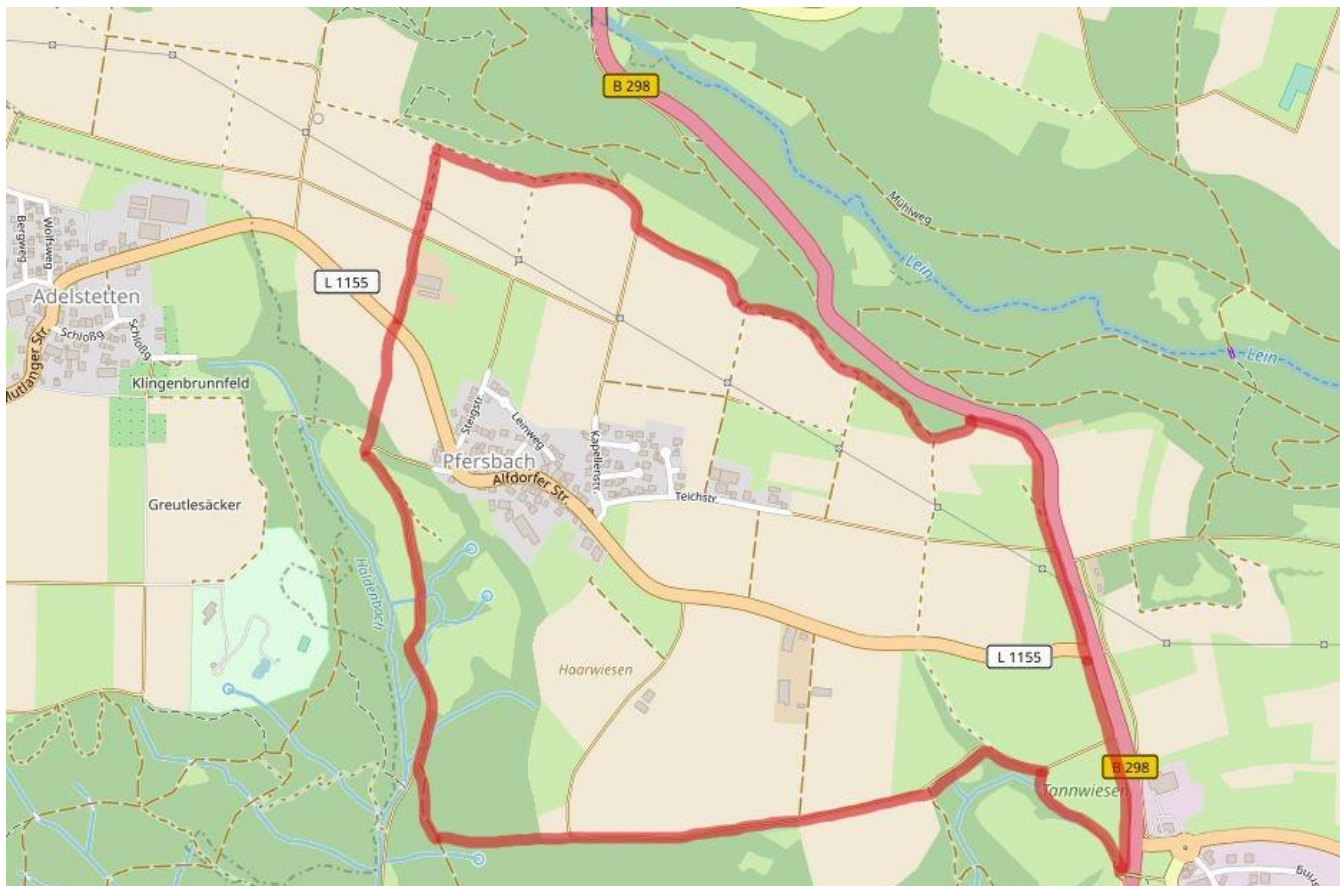 B 298
Mühlweg
Lein
Lein
Wolfsweg
Bergweg
L 1155
Adelstetten
Schloßg
Schloßg
Mutlanger Str.
Klingenbrunnfeld
Steigstr.
Leinweg
Kapellenstr.
Pfersbach
Alfdorfer Str.
Teichstr.
Greutlesäcker
Haldenbach
Haarwiesen
L 1155
B 298
Tannwiesen